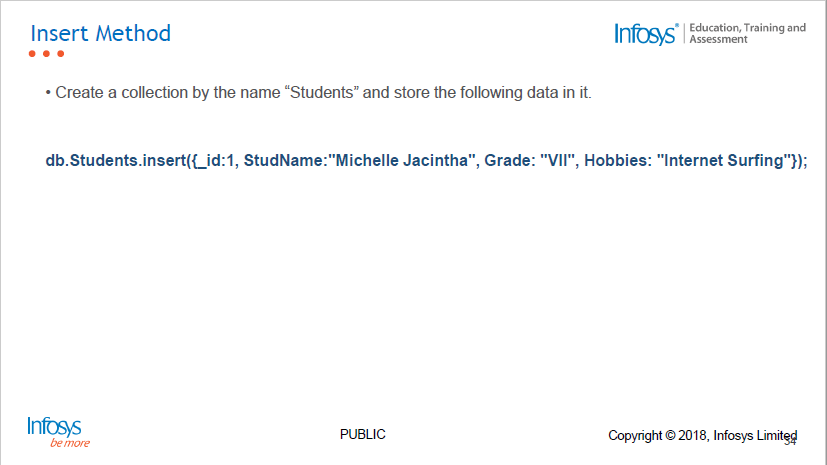 Insert Method
Infosys® | Education, Training and
Assessment
• Create a collection by the name “Students” and store the following data in it.
db.Students.insert({_id:1, StudName:"Michelle Jacintha", Grade: "VII", Hobbies: "Internet Surfing"});
Infosys
be more
PUBLIC
Copyright © 2018, Infosys Limited
34